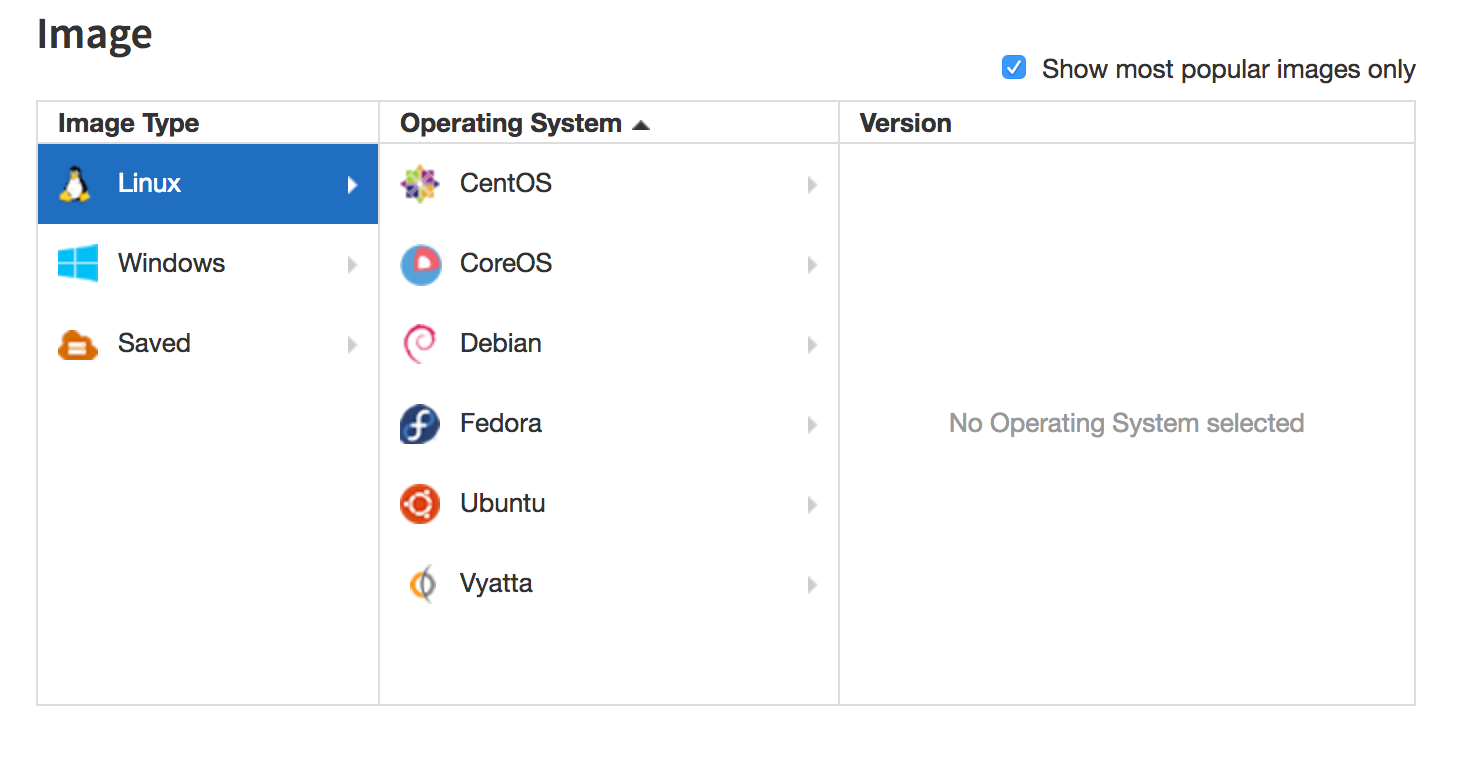 Image
Show most popular images only
Image Type
Operating System
Version
Linux
CentOS
Windows
CoreOS
Saved
Debian
Fedora
No Operating System selected
Ubuntu
Vyatta